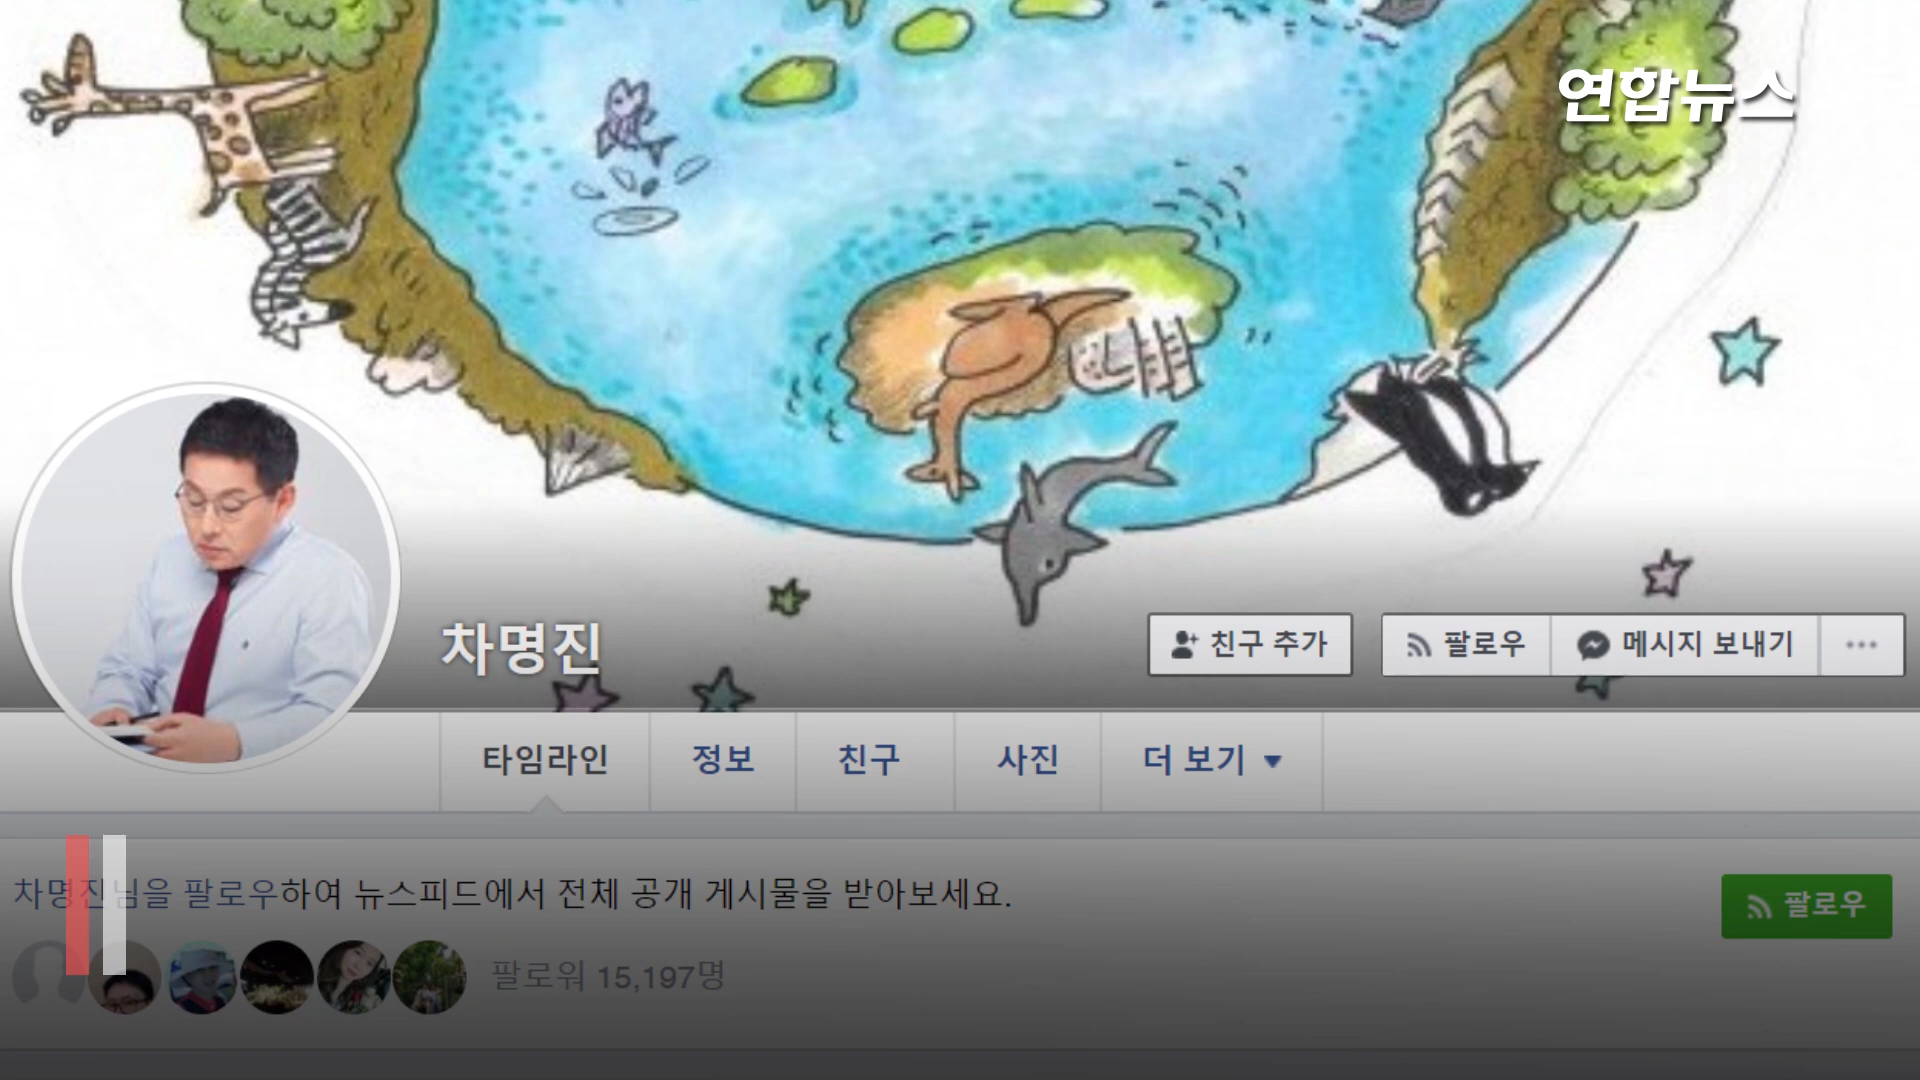 연합뉴스
차명진
친구 추가
팔로우
메시지 보내기
타임라인
정보
친구
사진
더 보기
차명진님을 팔로우하여 뉴스피드에서 전체 공개 게시물을 받아보세요.
팔로우
팔로워 15,197명